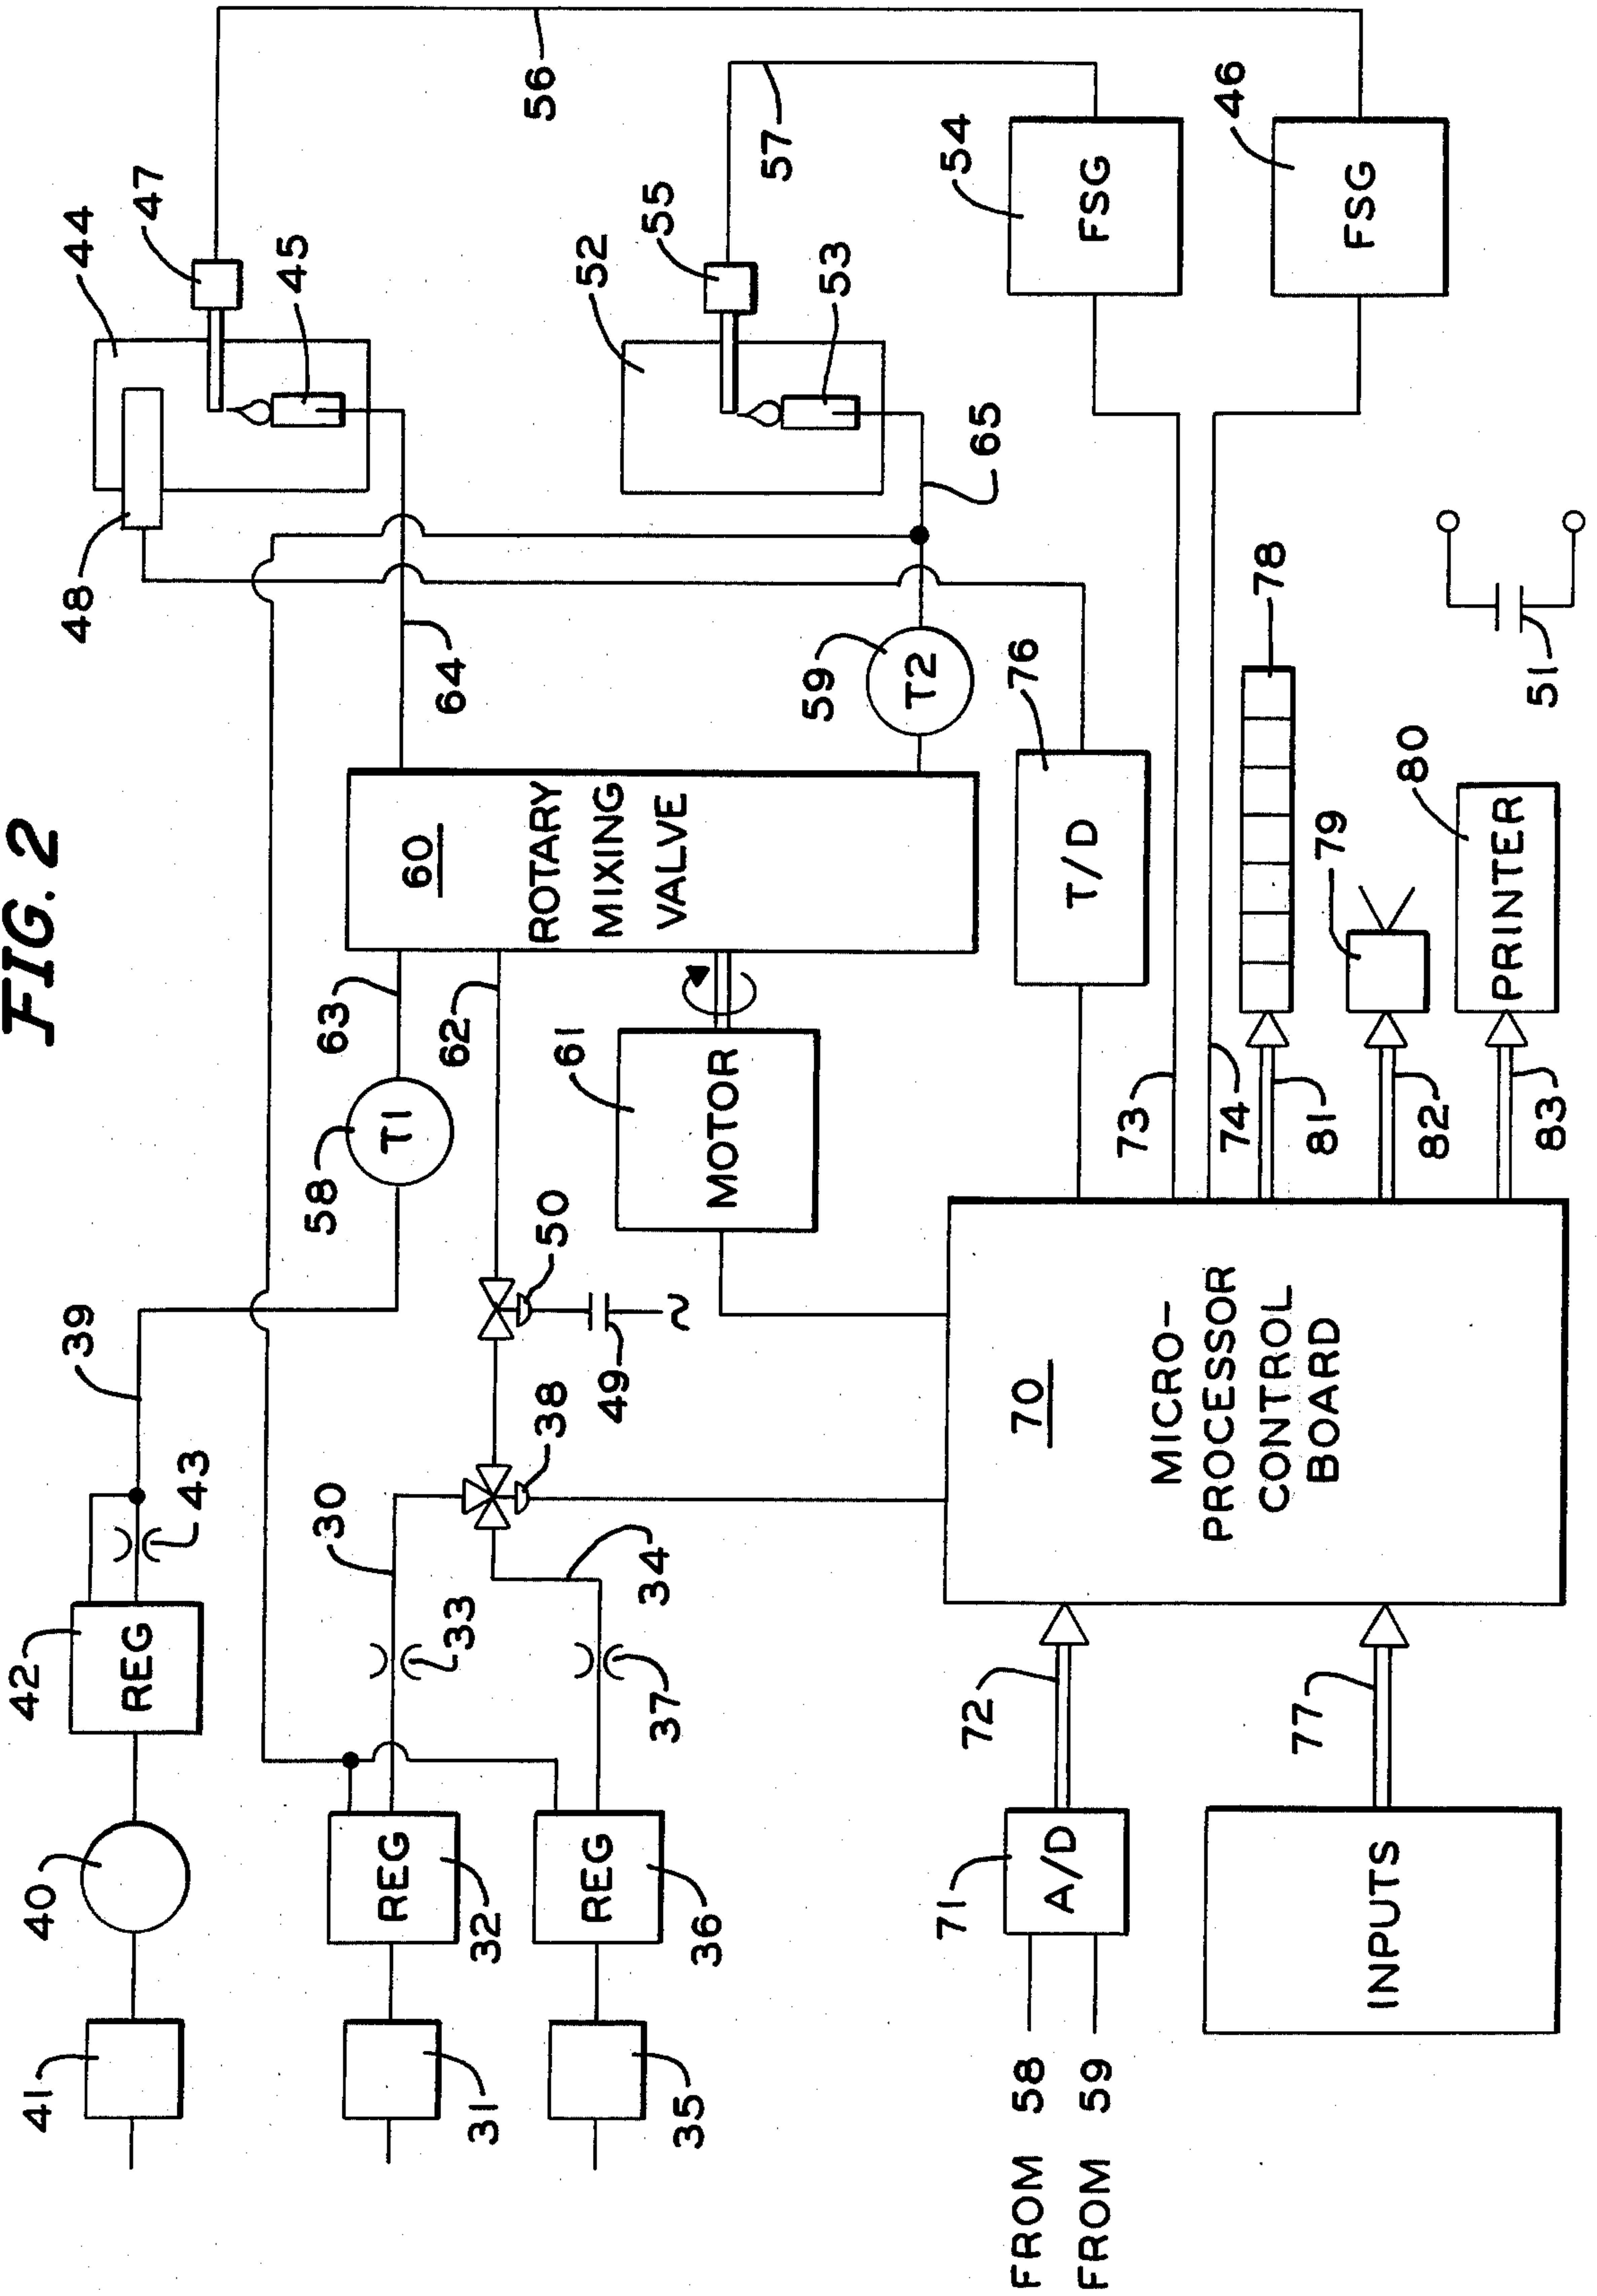 FIG. 2
41
40
42
REG
43
39
58
T1
63
48
44
47
45
56
31
32
REG
33
30
38
62
64
60
ROTARY
MIXING
VALVE
35
36
REG
37
34
49
50
61
MOTOR
59
T2
65
52
55
53
57
FROM 58
FROM 59
71
A/D
72
70
MICRO-
PROCESSOR
CONTROL
BOARD
76
T/D
54
FSG
46
FSG
73
74
INPUTS
77
81
78
82
79
83
80
PRINTER
51